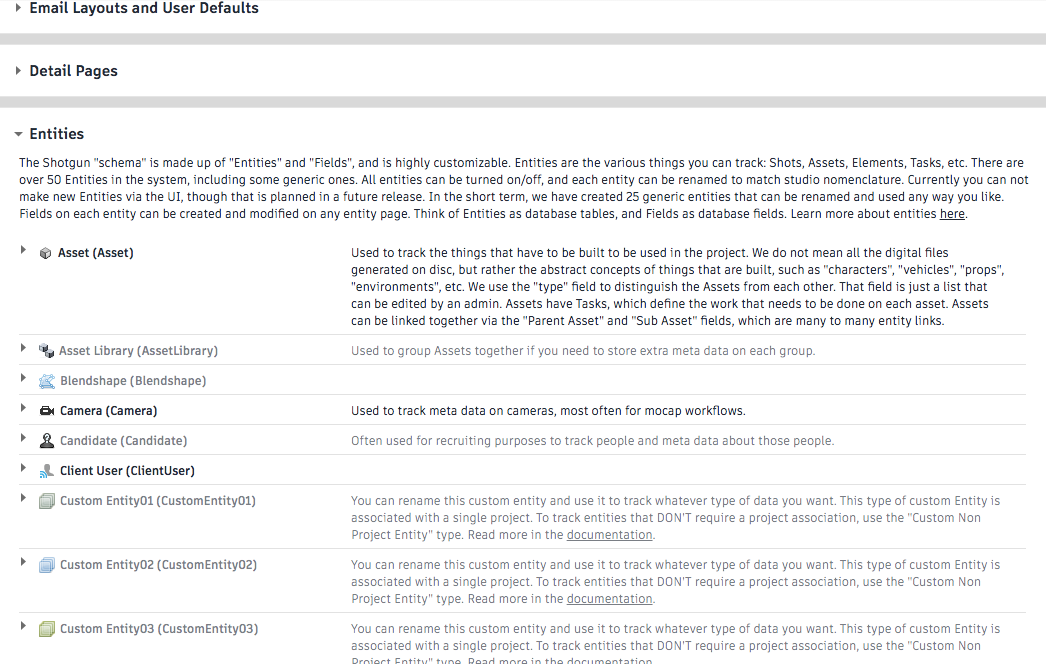 Email Layouts and User Defaults
Detail Pages
Entities
The Shotgun "schema" is made up of "Entities" and "Fields", and is highly customizable. Entities are the various things you can track: Shots, Assets, Elements, Tasks, etc. There are
over 50 Entities in the system, including some generic ones. All entities can be turned on/off, and each entity can be renamed to match studio nomenclature. Currently you can not
make new Entities via the UI, though that is planned in a future release. In the short term, we have created 25 generic entities that can be renamed and used any way you like.
Fields on each entity can be created and modified on any entity page. Think of Entities as database tables, and Fields as database fields. Learn more about entities here.
Asset (Asset)
Used to track the things that have to be built to be used in the project. We do not mean all the digital files
generated on disc, but rather the abstract concepts of things that are built, such as "characters", "vehicles", "props",
"environments", etc. We use the "type" field to distinguish the Assets from each other. That field is just a list that
can be edited by an admin. Assets have Tasks, which define the work that needs to be done on each asset. Assets
can be linked together via the "Parent Asset" and "Sub Asset" fields, which are many to many entity links.
Asset Library (AssetLibrary)
Used to group Assets together if you need to store extra meta data on each group.
Blendshape (Blendshape)
Camera (Camera)
Used to track meta data on cameras, most often for mocap workflows.
Candidate (Candidate)
Often used for recruiting purposes to track people and meta data about those people.
Client User (ClientUser)
Custom Entity01 (CustomEntity01)
You can rename this custom entity and use it to track whatever type of data you want. This type of custom Entity is
associated with a single project. To track entities that DON'T require a project association, use the "Custom Non
Project Entity" type. Read more in the documentation.
Custom Entity02 (CustomEntity02)
You can rename this custom entity and use it to track whatever type of data you want. This type of custom Entity is
associated with a single project. To track entities that DON'T require a project association, use the "Custom Non
Project Entity" type. Read more in the documentation.
Custom Entity03 (CustomEntity03)
You can rename this custom entity and use it to track whatever type of data you want. This type of custom Entity is
associated with a single project. To track entities that DON'T require a project association, use the "Custom Non
Project Entity" type. Read more in the documentation.